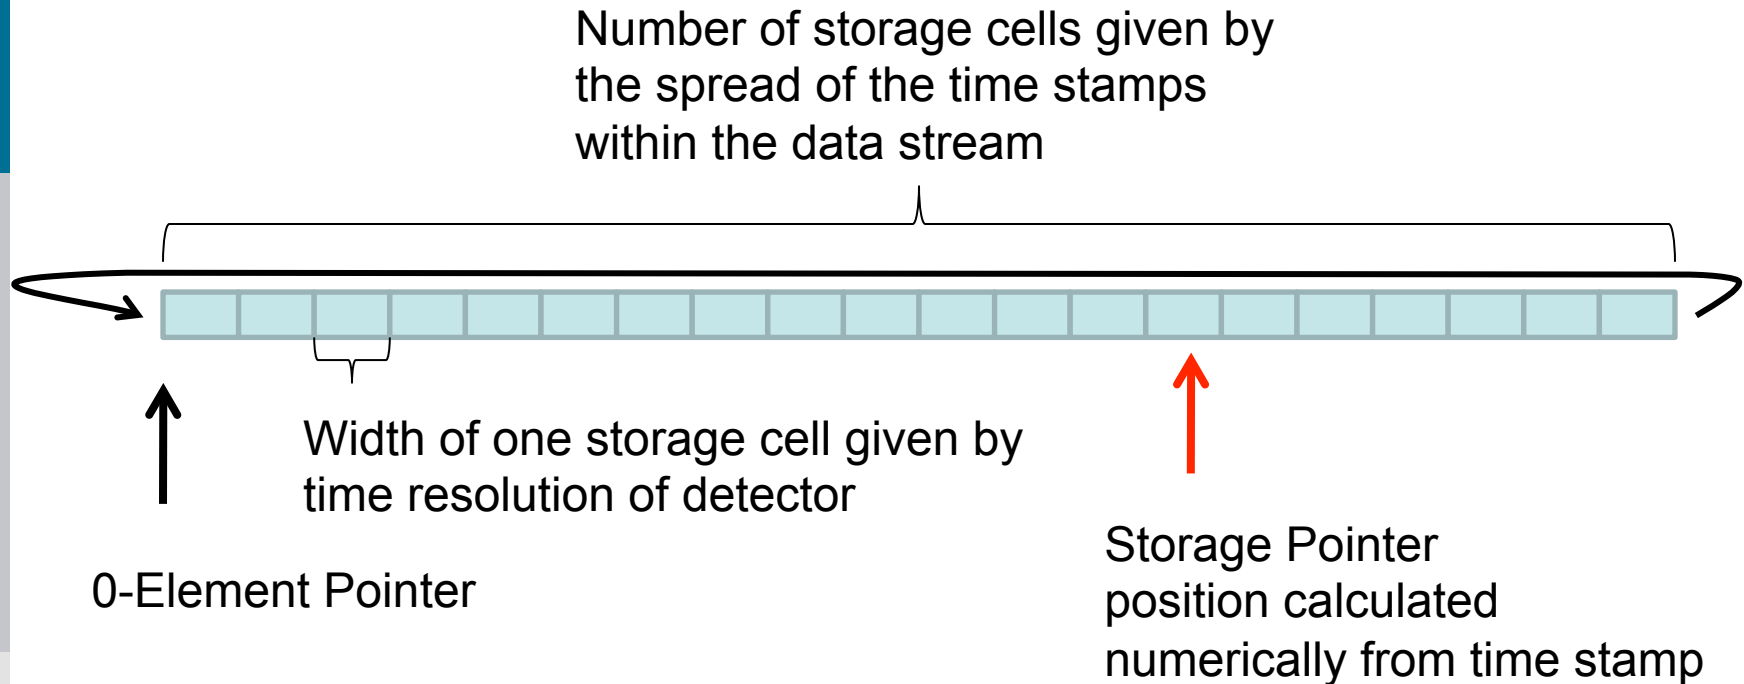 Number of storage cells given by
the spread of the time stamps
within the data stream
Width of one storage cell given by
time resolution of detector
0-Element Pointer
Storage Pointer
position calculated
numerically from time stamp